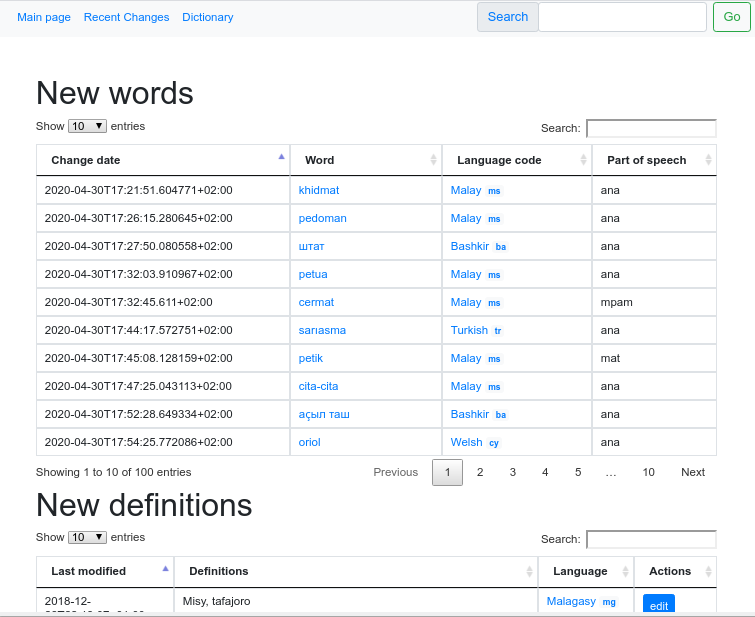 Main page Recent Changes Dictionary Search Go
New words
Show 10 entries Search:
Change date Word Language code Part of speech
2020-04-30T17:21:51.604771+02:00 khidmat Malay ms ana
2020-04-30T17:26:15.280645+02:00 pedoman Malay ms ana
2020-04-30T17:27:50.080558+02:00 штат Bashkir ba ana
2020-04-30T17:32:03.910967+02:00 petua Malay ms ana
2020-04-30T17:32:45.611+02:00 cermat Malay ms mpam
2020-04-30T17:44:17.572751+02:00 sarıasma Turkish tr ana
2020-04-30T17:45:08.128159+02:00 petik Malay ms mat
2020-04-30T17:47:25.043113+02:00 cita-cita Malay ms ana
2020-04-30T17:52:28.649334+02:00 аҫыл таш Bashkir ba ana
2020-04-30T17:54:25.772086+02:00 oriol Welsh cy ana
Showing 1 to 10 of 100 entries Previous 1 2 3 4 5 … 10 Next
New definitions
Show 10 entries Search:
Last modified Definitions Language Actions
2018-12- Misy, tafajoro Malagasy mg edit